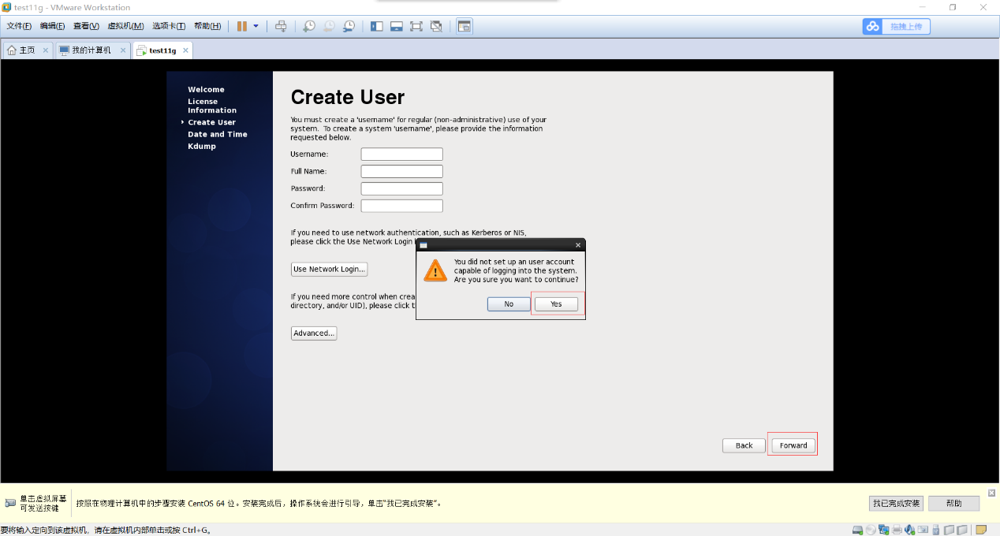 test11g - VMware Workstation
文件(F) 编辑(E) 查看(V) 虚拟机(M) 选项卡(T) 帮助(H)
拖拽上传
主页 我的计算机 test11g
Welcome
License
Information
Create User
Date and Time
Kdump
Create User
You must create a 'username' for regular (non-administrative) use of your
system. To create a system 'username', please provide the information
requested below.
Username:
Full Name:
Password:
Confirm Password:
If you need to use network authentication, such as Kerberos or NIS,
please click the Use Network Login
Use Network Login...
You did not set up an user account
capable of logging into the system.
Are you sure you want to continue?
No Yes
If you need more control when crea
directory, and/or UID), please click t
Advanced...
Back Forward
单击虚拟屏幕
可发送按键
按照在物理计算机中的步骤安装 CentOS 64 位。安装完成后，操作系统会进行引导，单击“我已完成安装”。
我已完成安装 帮助
要将输入定向到该虚拟机，请在虚拟机内部单击或按 Ctrl+G。